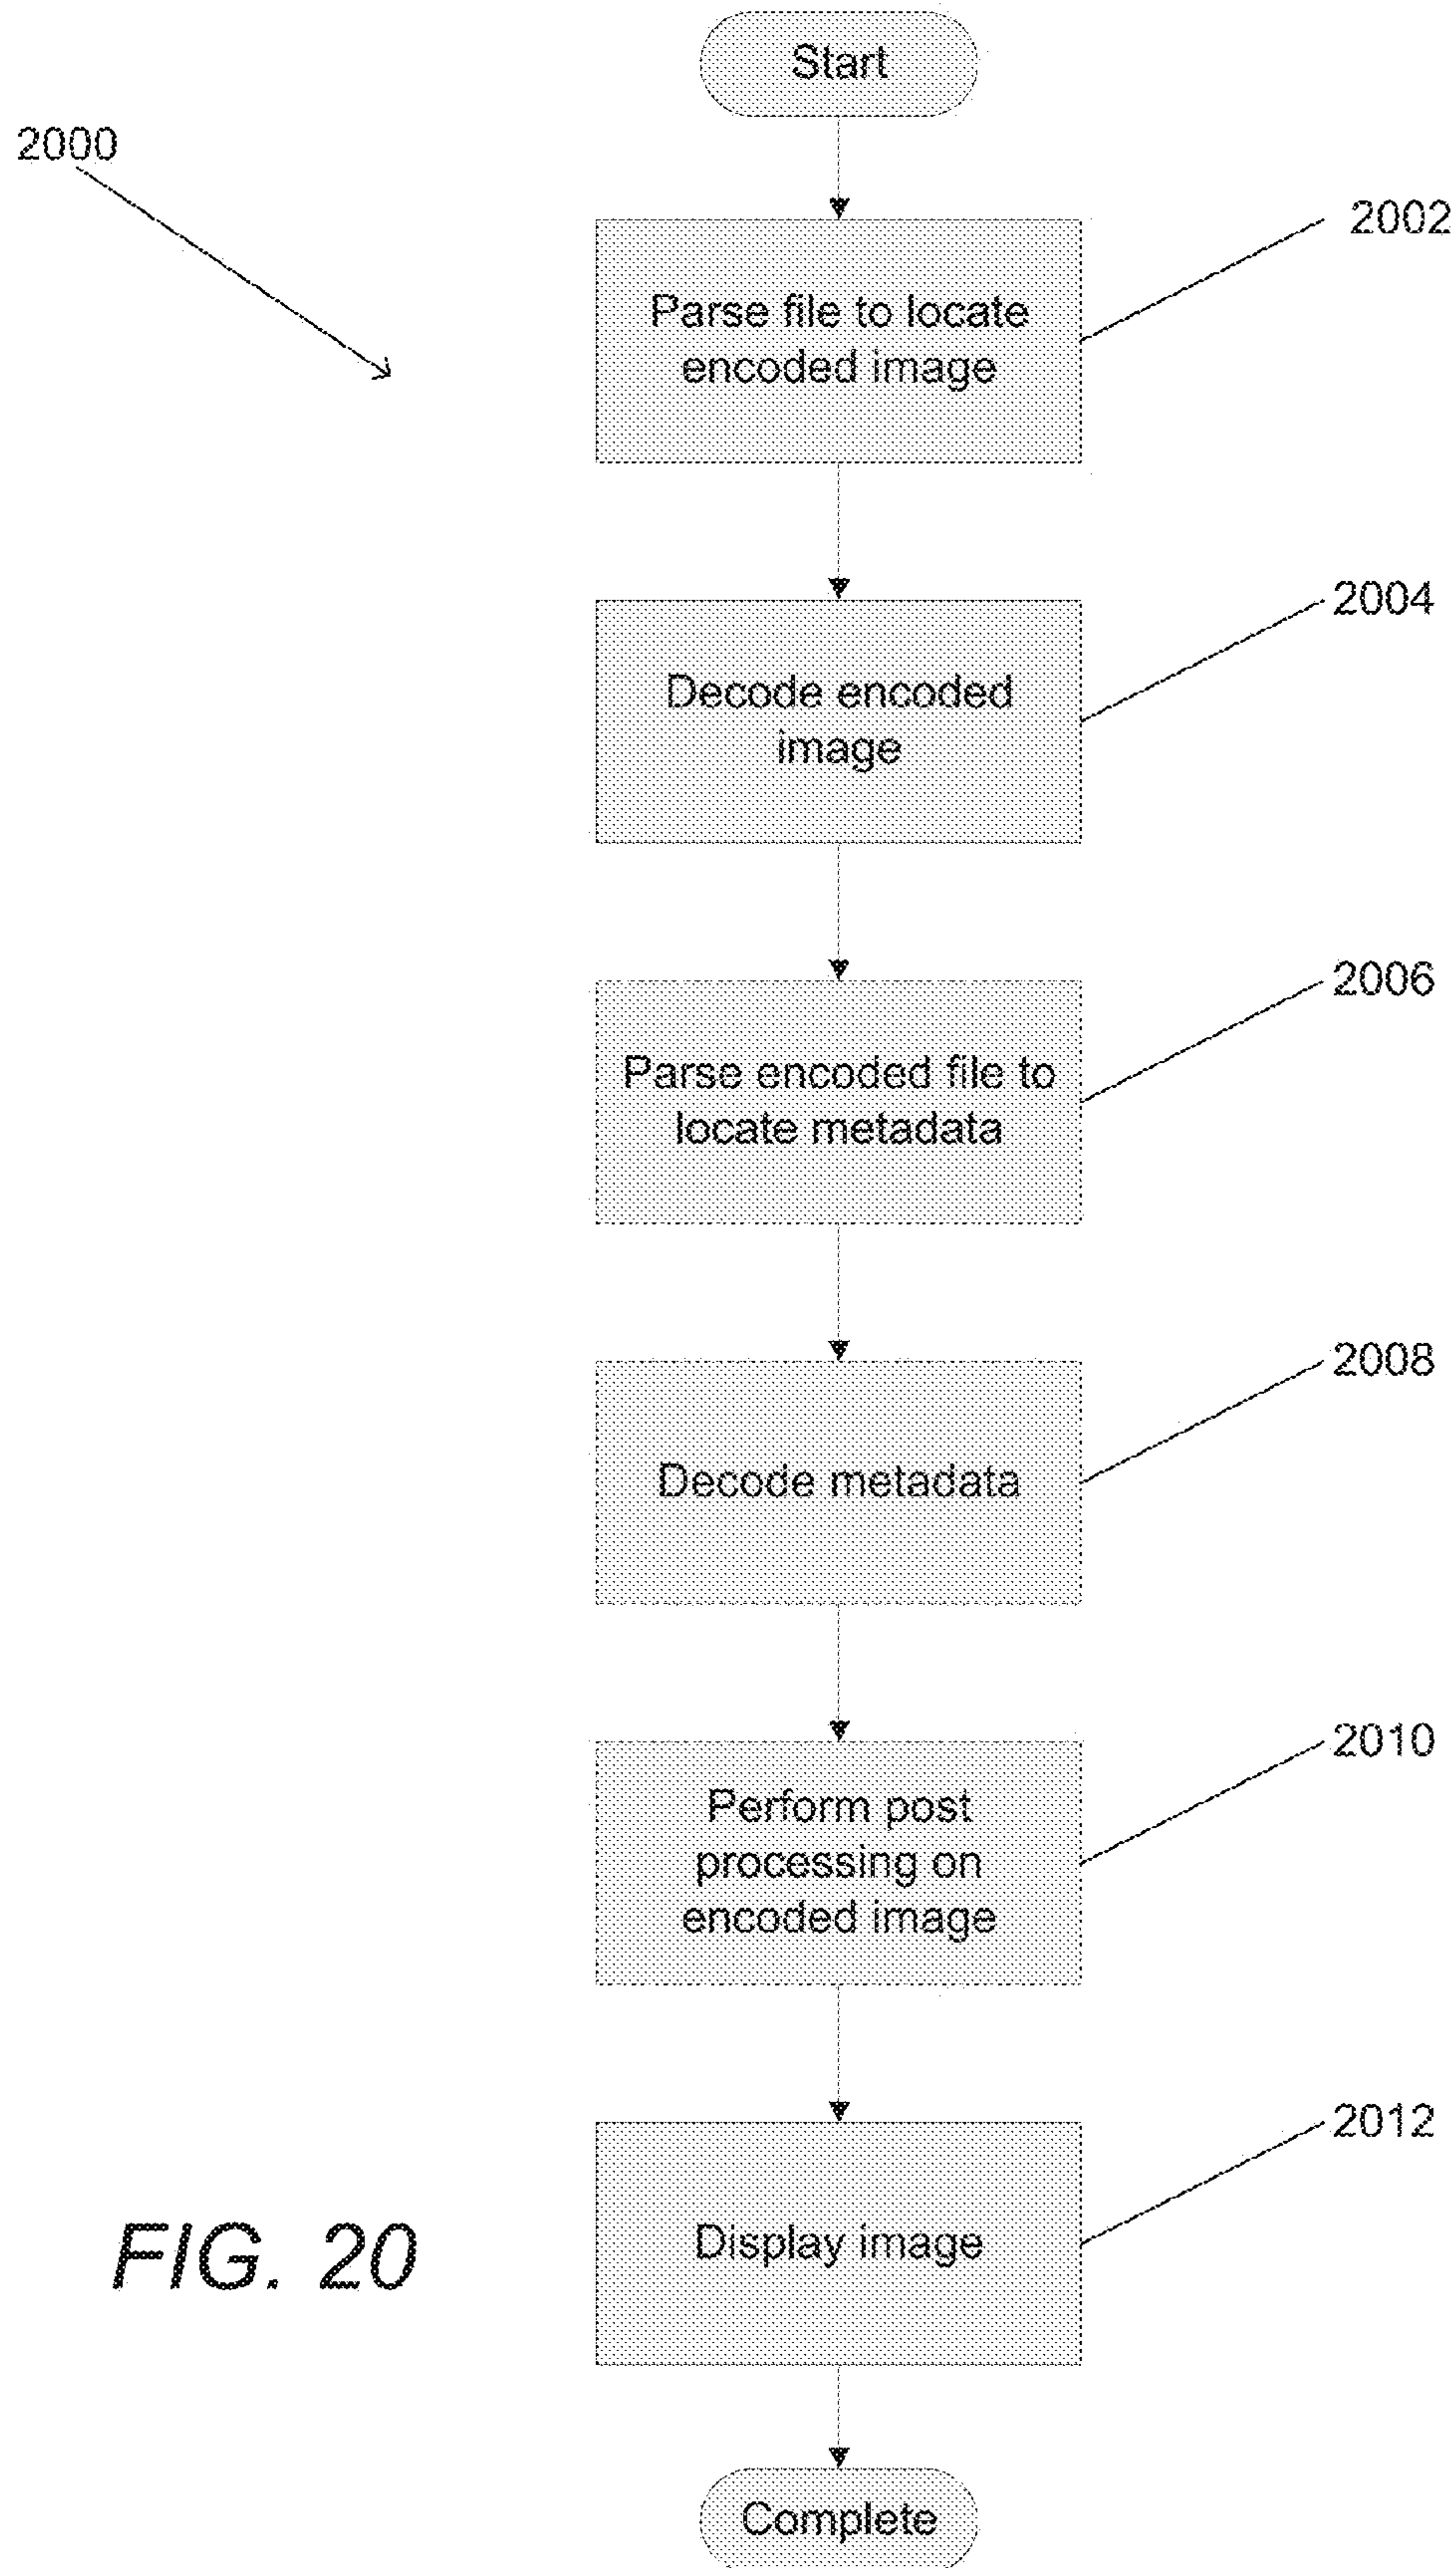 Start
2000
2002
Parse file to locate
encoded image
2004
Decode encoded
image
2006
Parse encoded file to
locate metadata
2008
Decode metadata
2010
Perform post
processing on
encoded image
2012
Display image
FIG. 20
Complete